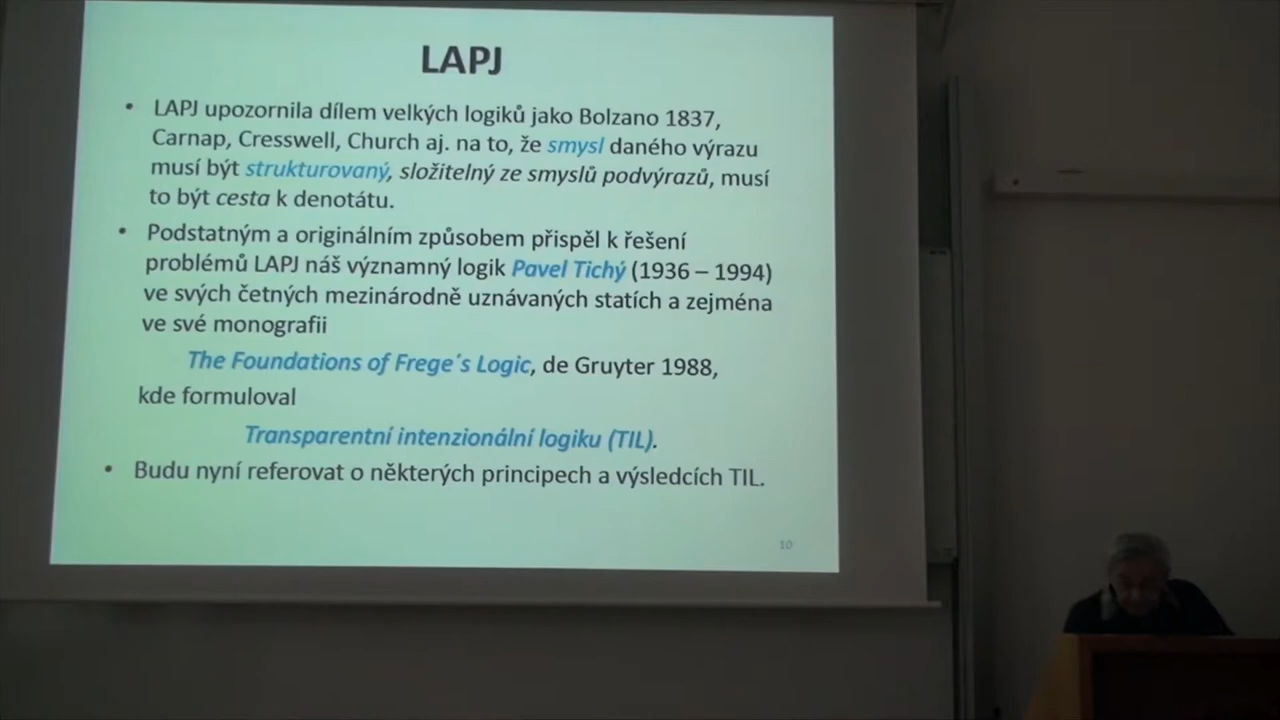 LAPJ
• LAPJ upozornila dílem velkých logiků jako Bolzano 1837,
Carnap, Cresswell, Church aj. na to, že smysl daného výrazu
musí být strukturovaný, složitelný ze smyslů podvýrazů, musí
to být cesta k denotátu.
• Podstatným a originálním způsobem přispěl k řešení
problémů LAPJ náš významný logik Pavel Tichý (1936 – 1994)
ve svých četných mezinárodně uznávaných statích a zejména
ve své monografii
The Foundations of Frege's Logic, de Gruyter 1988,
kde formuloval
Transparentní intenzionální logiku (TIL).
• Budu nyní referovat o některých principech a výsledcích TIL.
10